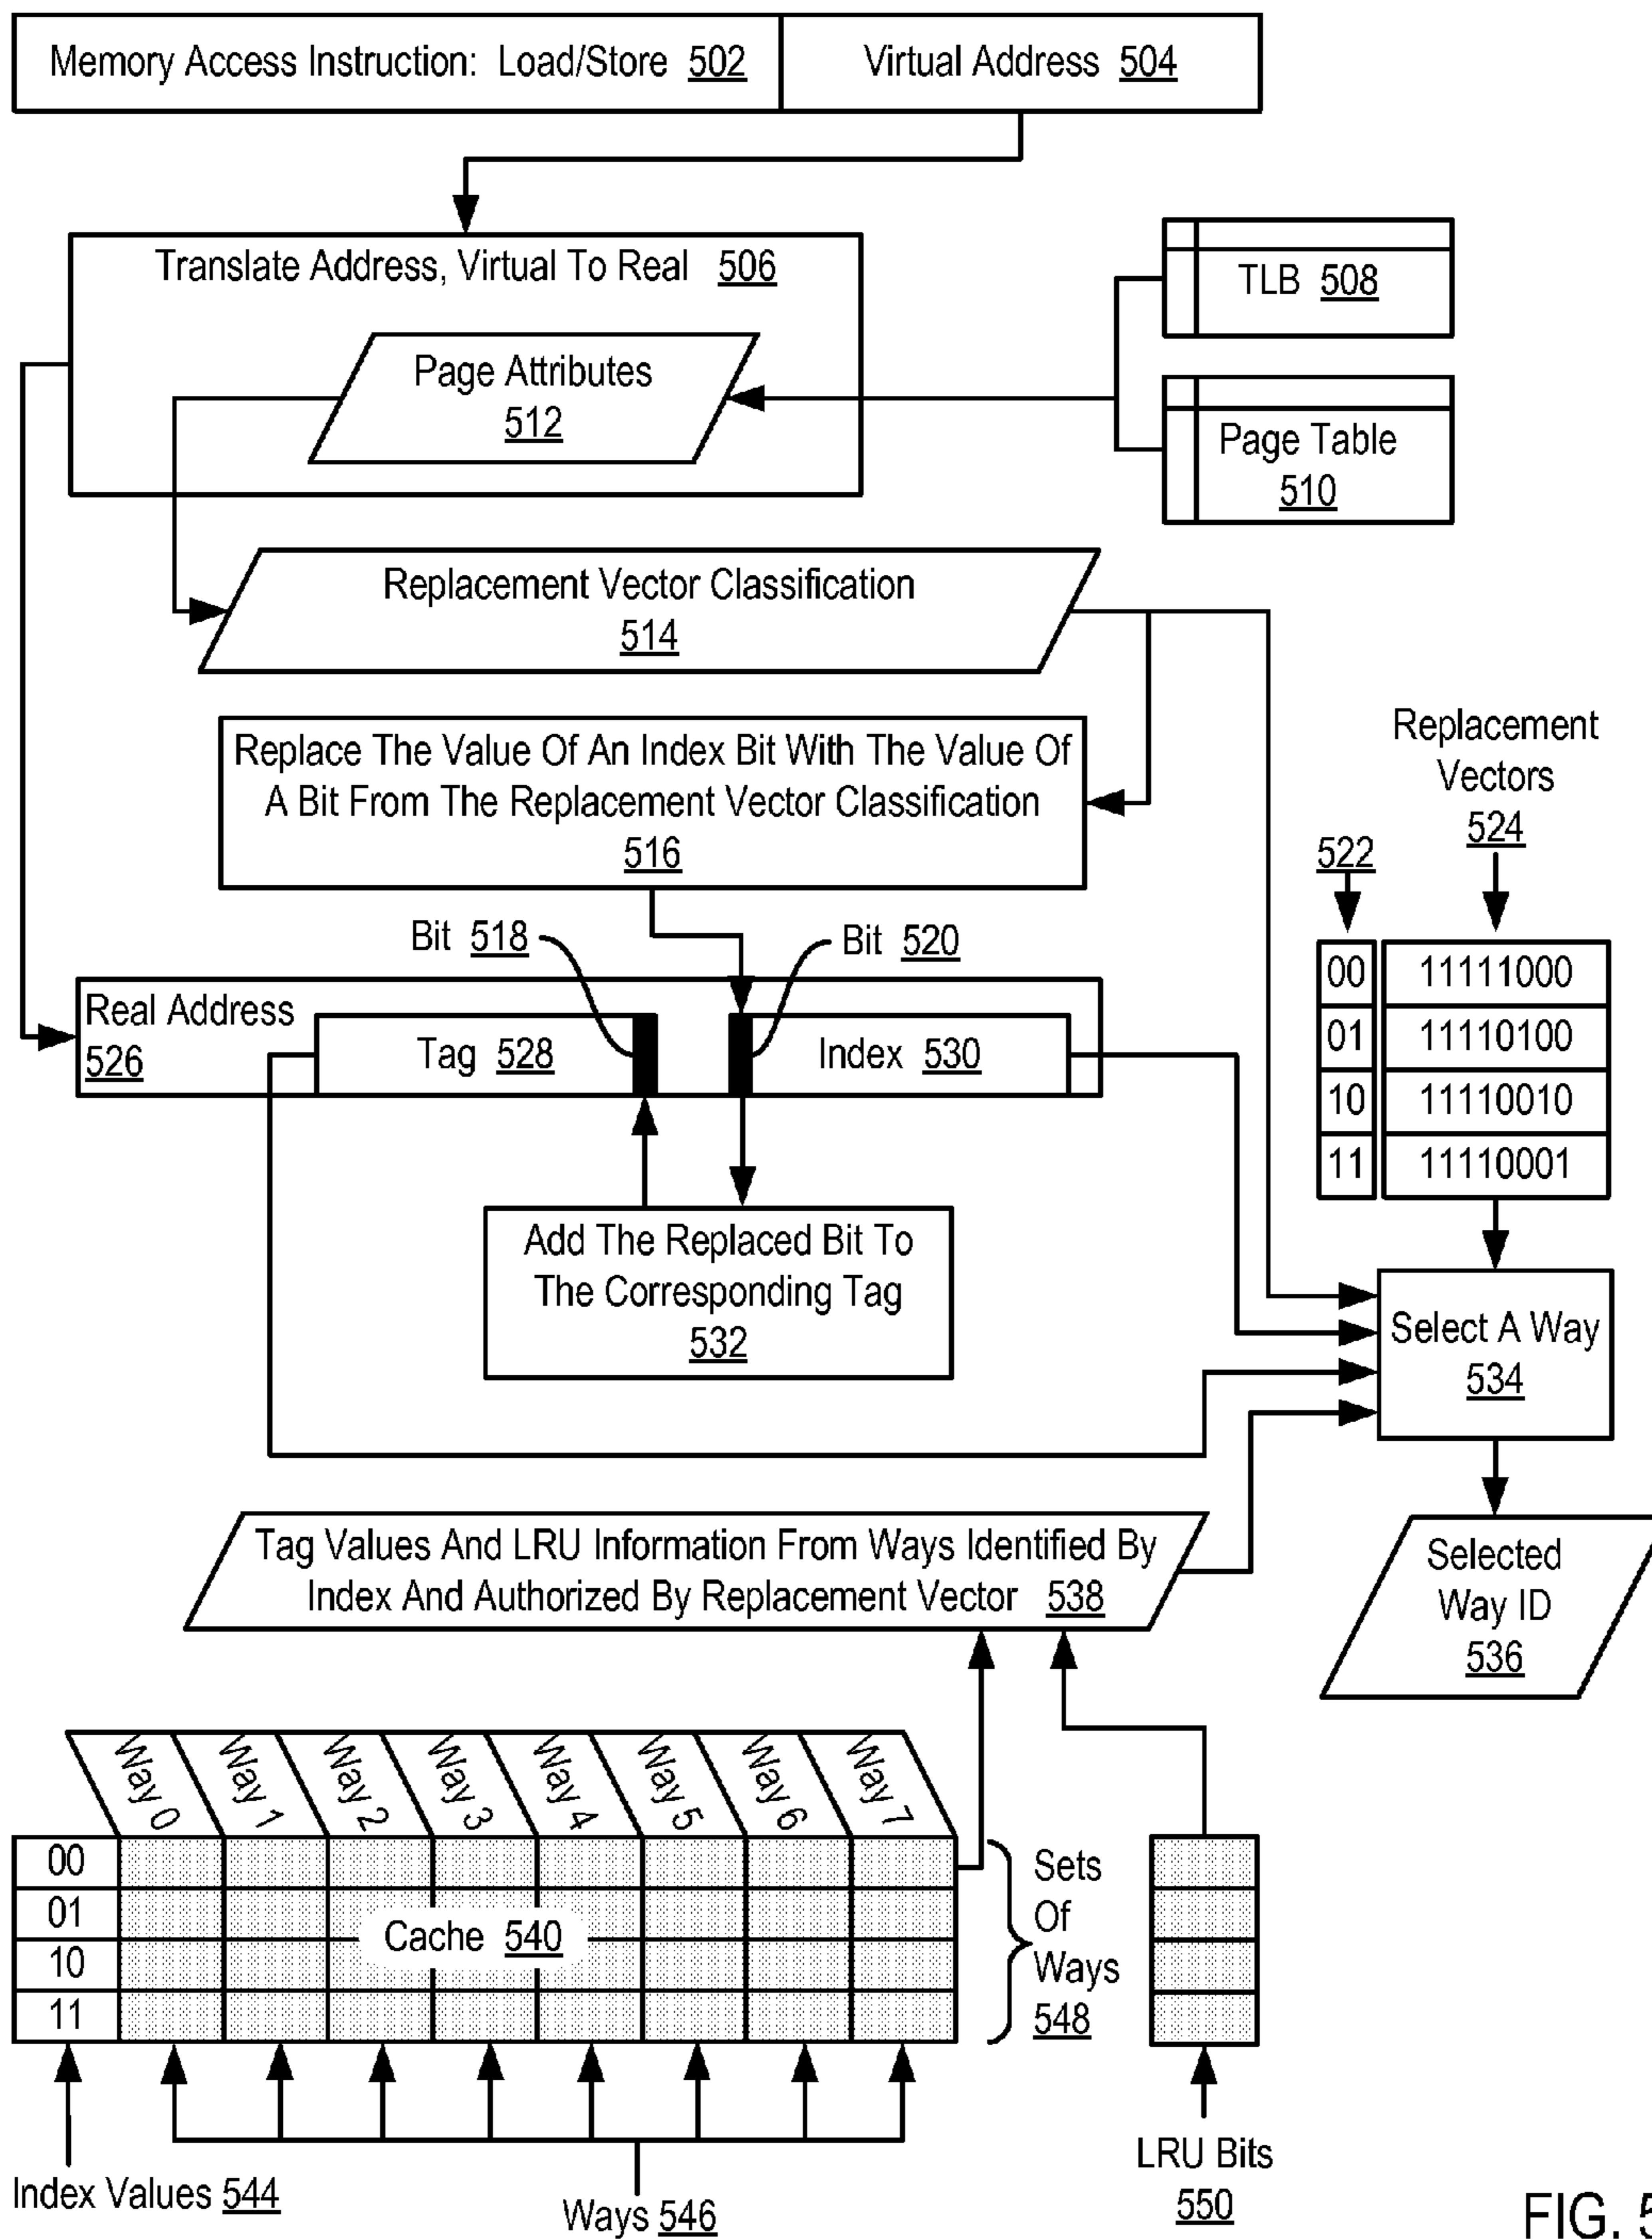 Memory Access Instruction: Load/Store 502
Virtual Address 504
Translate Address, Virtual To Real 506
TLB 508
Page Attributes
512
Page Table
510
Replacement Vector Classification
514
Replace The Value Of An Index Bit With The Value Of
A Bit From The Replacement Vector Classification
516
Replacement
Vectors
524
522
Bit 518
Bit 520
00 11111000
01 11110100
10 11110010
11 11110001
Real Address
526
Tag 528
Index 530
Add The Replaced Bit To
The Corresponding Tag
532
Select A Way
534
Tag Values And LRU Information From Ways Identified By
Index And Authorized By Replacement Vector 538
Selected
Way ID
536
Way 0 Way 1 Way 2 Way 3 Way 4 Way 5 Way 6 Way 7
00
01
10
11
Cache 540
Sets
Of
Ways
548
Index Values 544
Ways 546
LRU Bits
550
FIG. 5